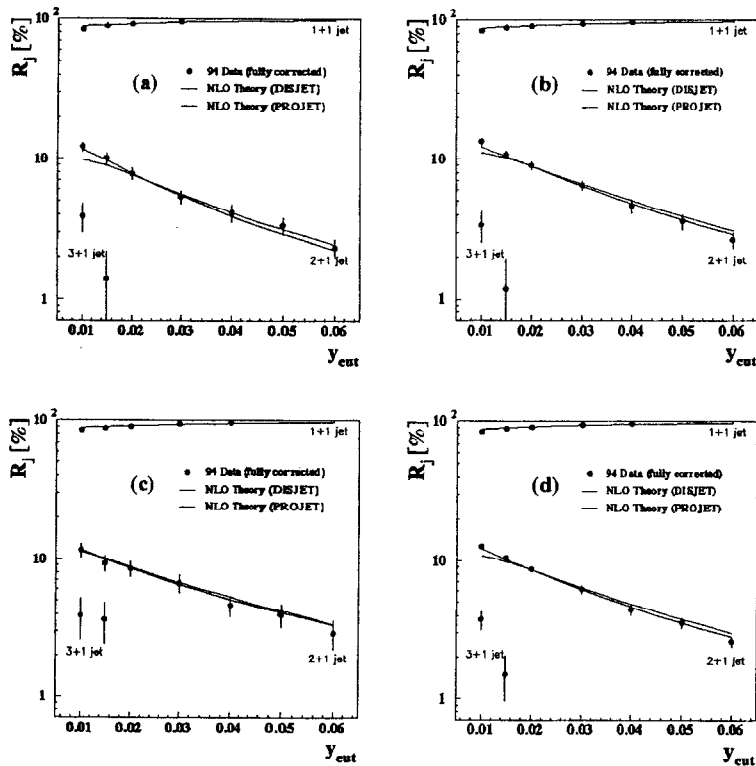 R_j [%]
10^2
1+1 jet
(a)
94 Data (fully corrected)
NLO Theory (DISJET)
NLO Theory (PROJET)
10
3+1 jet
2+1 jet
1
0.01 0.02 0.03 0.04 0.05 0.06
y_cut
R_j [%]
10^2
1+1 jet
(b)
94 Data (fully corrected)
NLO Theory (DISJET)
NLO Theory (PROJET)
10
3+1 jet
2+1 jet
1
0.01 0.02 0.03 0.04 0.05 0.06
y_cut
R_j [%]
10^2
1+1 jet
(c)
94 Data (fully corrected)
NLO Theory (DISJET)
NLO Theory (PROJET)
10
3+1 jet
2+1 jet
1
0.01 0.02 0.03 0.04 0.05 0.06
y_cut
R_j [%]
10^2
1+1 jet
(d)
94 Data (fully corrected)
NLO Theory (DISJET)
NLO Theory (PROJET)
10
3+1 jet
2+1 jet
1
0.01 0.02 0.03 0.04 0.05 0.06
y_cut